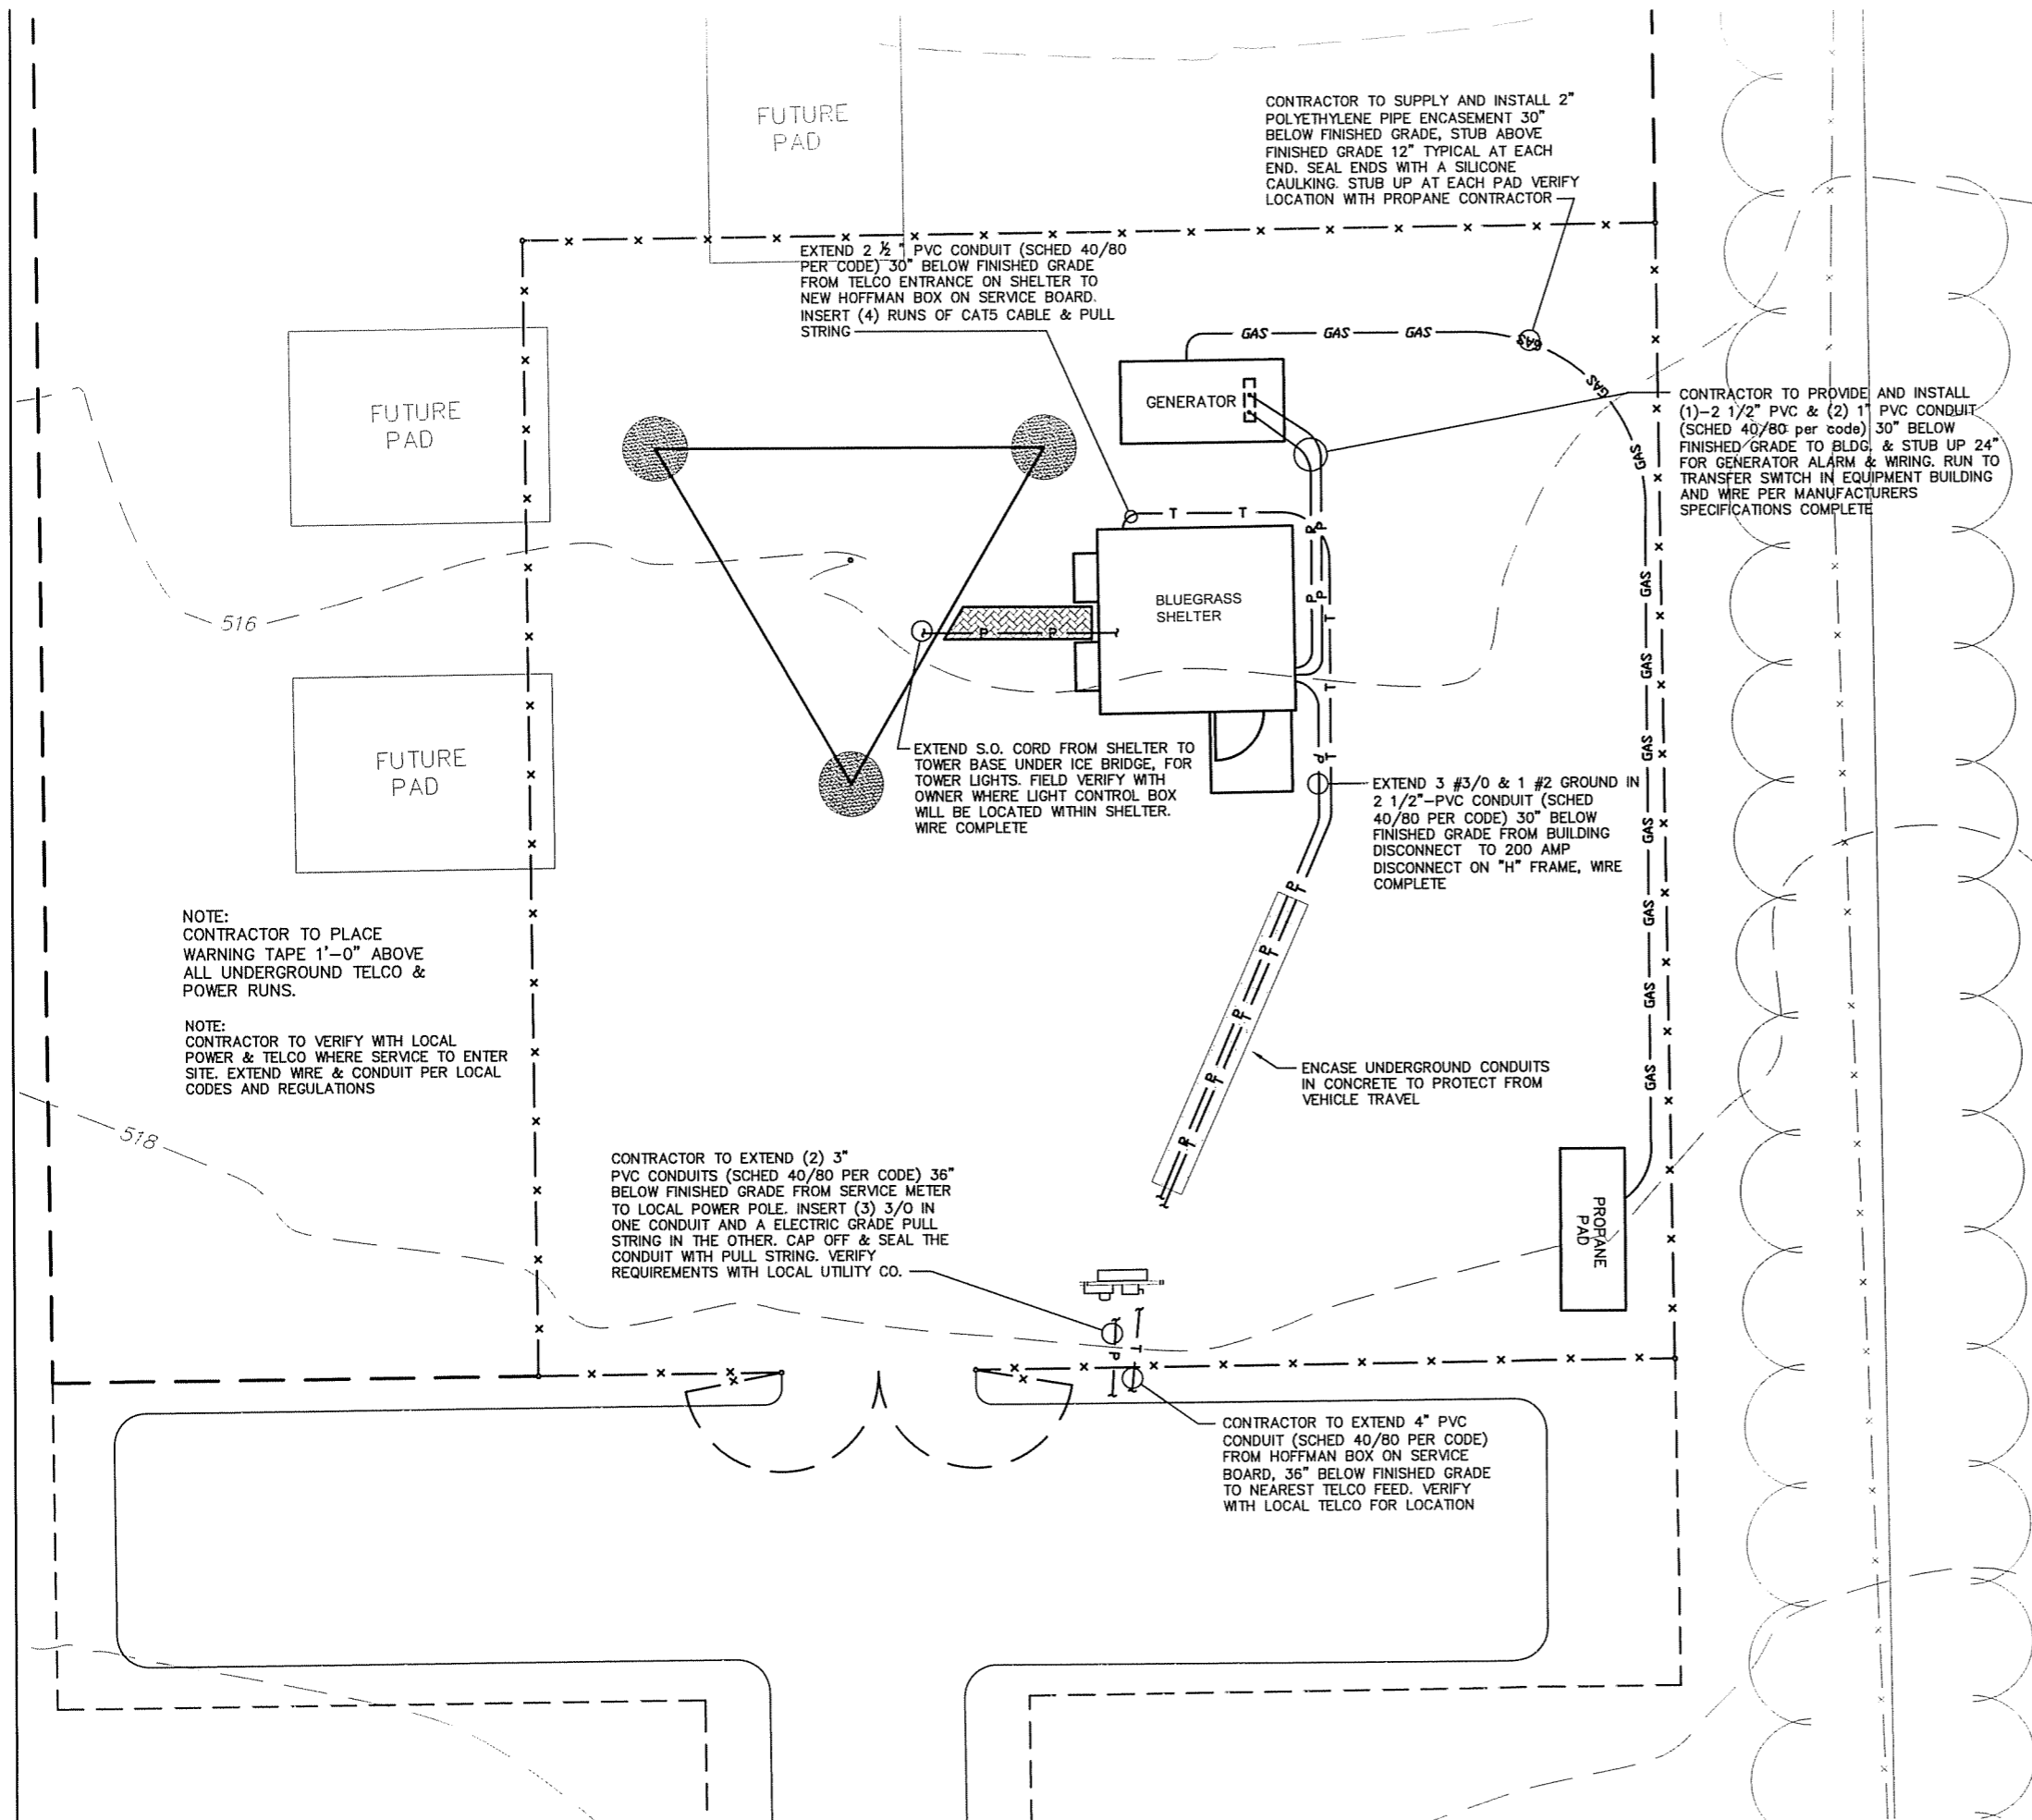 FUTURE
PAD
CONTRACTOR TO SUPPLY AND INSTALL 2"
POLYETHYLENE PIPE ENCASEMENT 30"
BELOW FINISHED GRADE, STUB ABOVE
FINISHED GRADE 12" TYPICAL AT EACH
END. SEAL ENDS WITH A SILICONE
CAULKING. STUB UP AT EACH PAD VERIFY
LOCATION WITH PROPANE CONTRACTOR
EXTEND 2 ½ " PVC CONDUIT (SCHED 40/80
PER CODE) 30" BELOW FINISHED GRADE
FROM TELCO ENTRANCE ON SHELTER TO
NEW HOFFMAN BOX ON SERVICE BOARD.
INSERT (4) RUNS OF CAT5 CABLE & PULL
STRING
GAS GAS GAS GAS
GAS
GAS
GENERATOR
CONTRACTOR TO PROVIDE AND INSTALL
(1)-2 1/2" PVC & (2) 1" PVC CONDUIT
(SCHED 40/80 per code) 30" BELOW
FINISHED GRADE TO BLDG. & STUB UP 24"
FOR GENERATOR ALARM & WIRING. RUN TO
TRANSFER SWITCH IN EQUIPMENT BUILDING
AND WIRE PER MANUFACTURERS
SPECIFICATIONS COMPLETE
FUTURE
PAD
T T
P P
P P
T
T
T
P
BLUEGRASS
SHELTER
516
P P
GAS
GAS
GAS
GAS
GAS
GAS
GAS
GAS
FUTURE
PAD
EXTEND S.O. CORD FROM SHELTER TO
TOWER BASE UNDER ICE BRIDGE, FOR
TOWER LIGHTS. FIELD VERIFY WITH
OWNER WHERE LIGHT CONTROL BOX
WILL BE LOCATED WITHIN SHELTER.
WIRE COMPLETE
EXTEND 3 #3/0 & 1 #2 GROUND IN
2 1/2"-PVC CONDUIT (SCHED
40/80 PER CODE) 30" BELOW
FINISHED GRADE FROM BUILDING
DISCONNECT TO 200 AMP
DISCONNECT ON "H" FRAME, WIRE
COMPLETE
P T
P T
P T
P T
P T
NOTE:
CONTRACTOR TO PLACE
WARNING TAPE 1'-0" ABOVE
ALL UNDERGROUND TELCO &
POWER RUNS.
NOTE:
CONTRACTOR TO VERIFY WITH LOCAL
POWER & TELCO WHERE SERVICE TO ENTER
SITE. EXTEND WIRE & CONDUIT PER LOCAL
CODES AND REGULATIONS
ENCASE UNDERGROUND CONDUITS
IN CONCRETE TO PROTECT FROM
VEHICLE TRAVEL
518
CONTRACTOR TO EXTEND (2) 3"
PVC CONDUITS (SCHED 40/80 PER CODE) 36"
BELOW FINISHED GRADE FROM SERVICE METER
TO LOCAL POWER POLE. INSERT (3) 3/0 IN
ONE CONDUIT AND A ELECTRIC GRADE PULL
STRING IN THE OTHER. CAP OFF & SEAL THE
CONDUIT WITH PULL STRING. VERIFY
REQUIREMENTS WITH LOCAL UTILITY CO.
PROPANE
PAD
P T
CONTRACTOR TO EXTEND 4" PVC
CONDUIT (SCHED 40/80 PER CODE)
FROM HOFFMAN BOX ON SERVICE
BOARD, 36" BELOW FINISHED GRADE
TO NEAREST TELCO FEED. VERIFY
WITH LOCAL TELCO FOR LOCATION